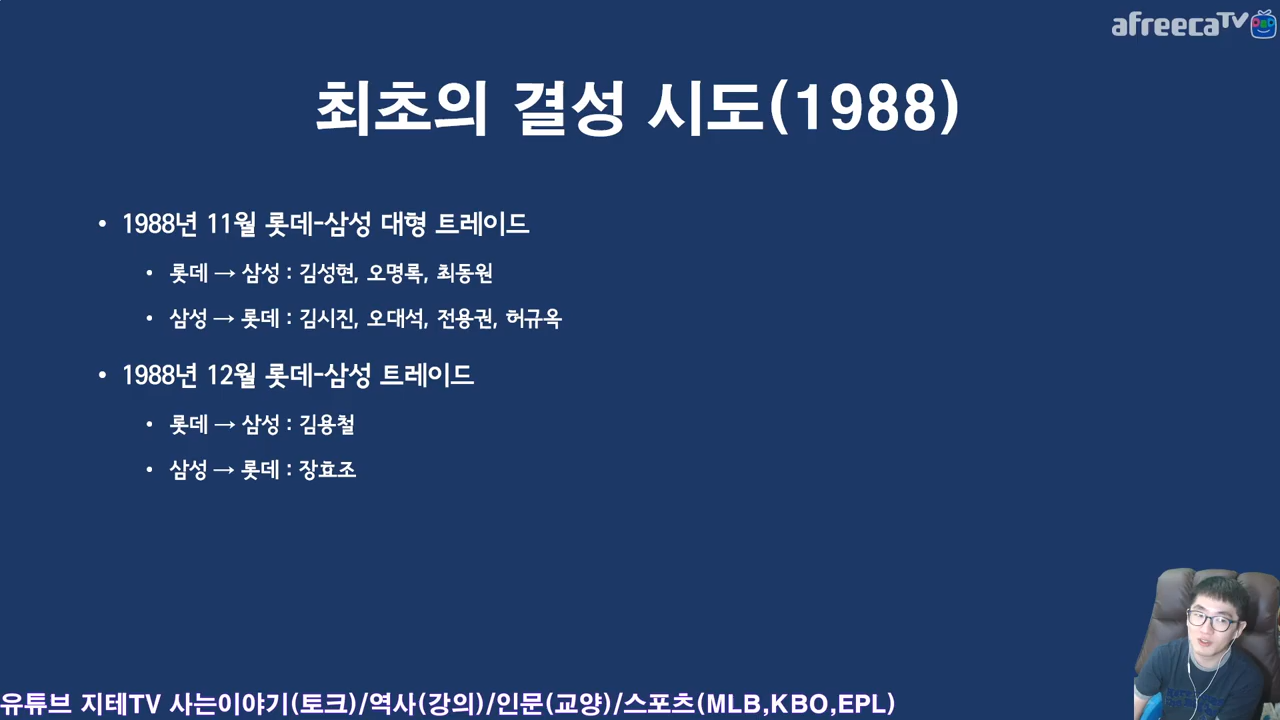 afreecaTV
최초의 결성 시도(1988)
• 1988년 11월 롯데-삼성 대형 트레이드
• 롯데 → 삼성 : 김성현, 오명록, 최동원
• 삼성 → 롯데 : 김시진, 오대석, 전용권, 허규옥
• 1988년 12월 롯데-삼성 트레이드
• 롯데 → 삼성 : 김용철
• 삼성 → 롯데 : 장효조
유튜브 지테TV 사는이야기(토크)/역사(강의)/인문(교양)/스포츠(MLB,KBO,EPL)